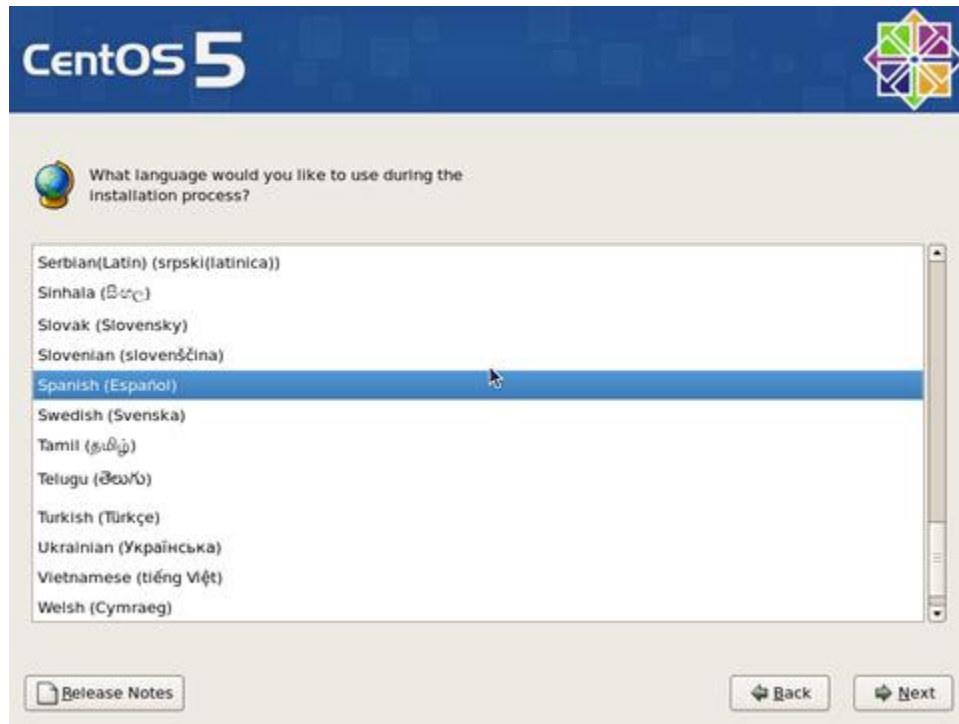 CentOS 5
What language would you like to use during the
installation process?
Serbian(Latin) (srpski(latinica))
Sinhala (සිංහල)
Slovak (Slovensky)
Slovenian (slovenščina)
Spanish (Español)
Swedish (Svenska)
Tamil (தமிழ்)
Telugu (తెలుగు)
Turkish (Türkçe)
Ukrainian (Українська)
Vietnamese (tiếng Việt)
Welsh (Cymraeg)
Release Notes
Back
Next